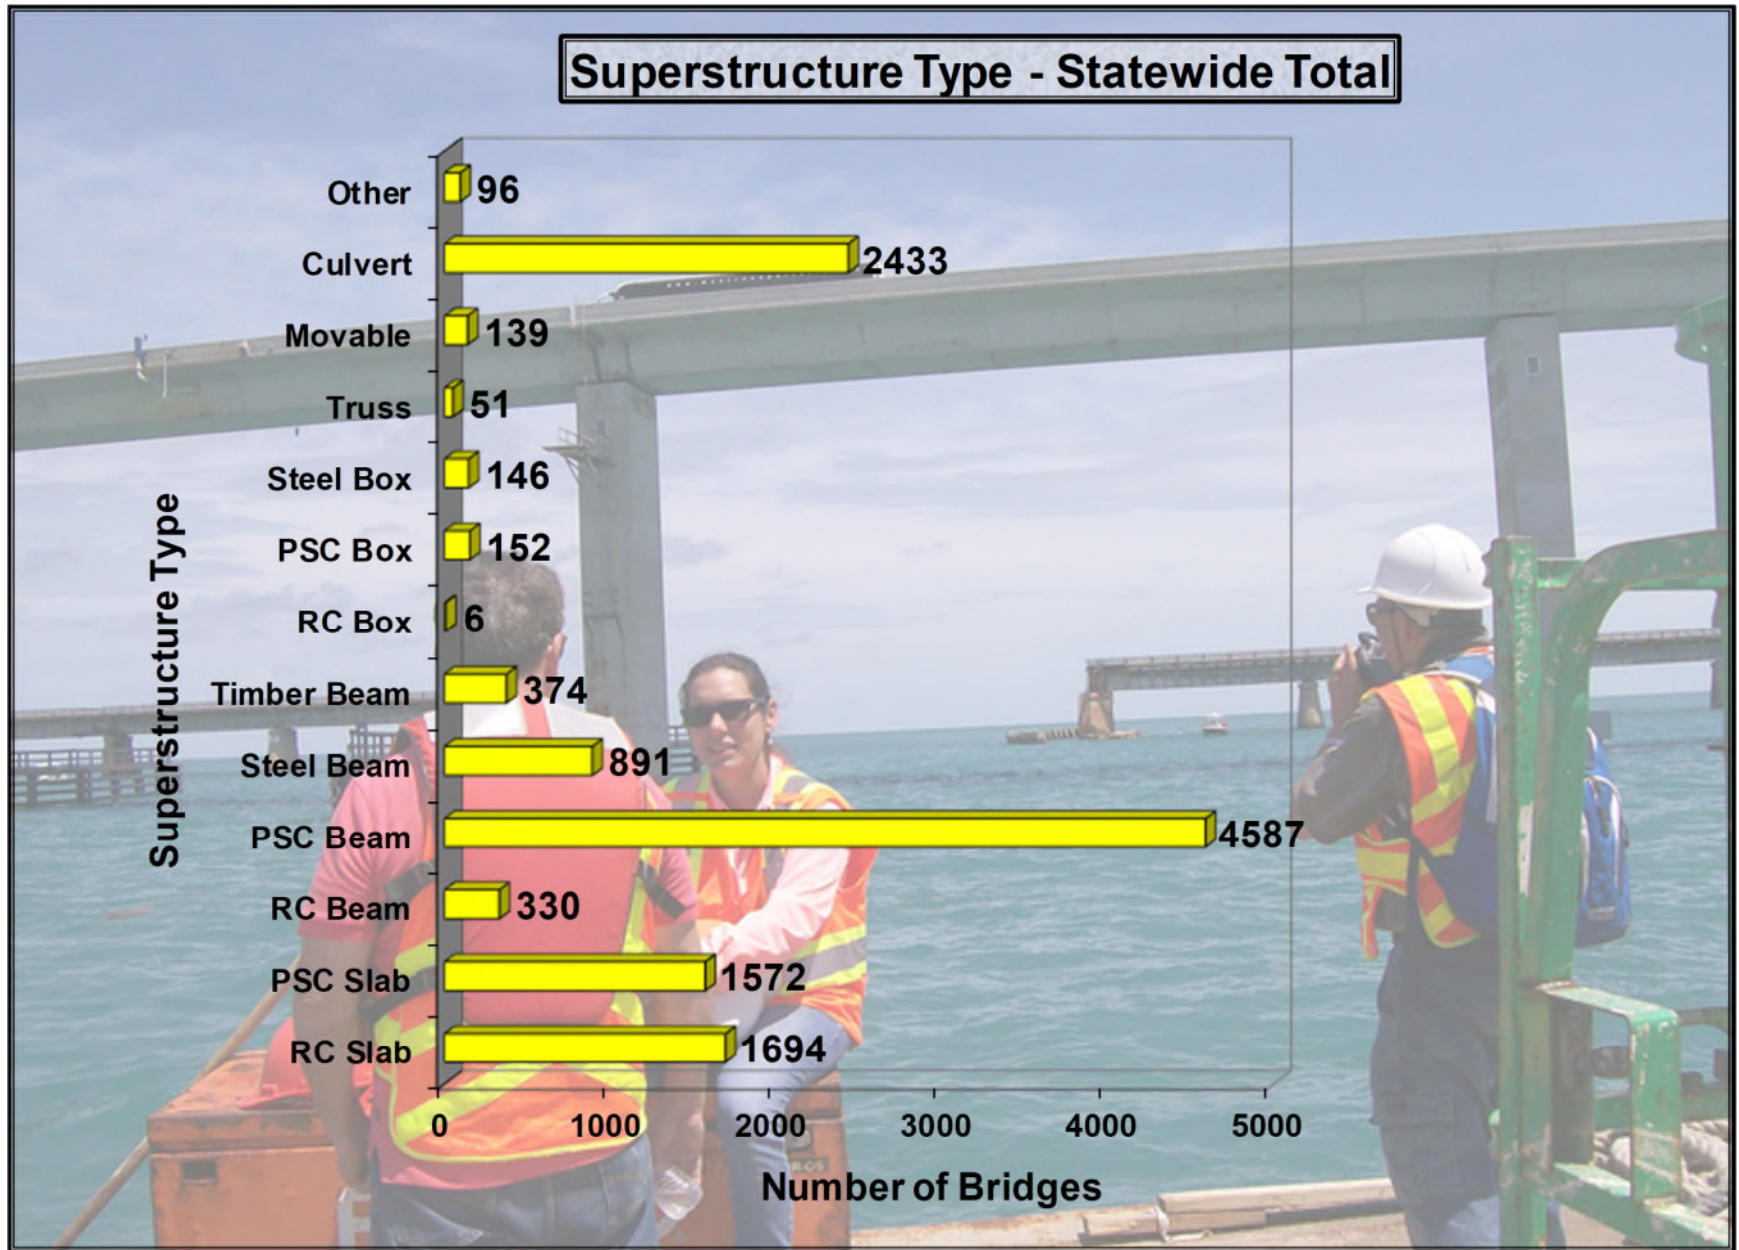 Superstructure Type - Statewide Total
Superstructure Type
Other 96
Culvert 2433
Movable 139
Truss 51
Steel Box 146
PSC Box 152
RC Box 6
Timber Beam 374
Steel Beam 891
PSC Beam 4587
RC Beam 330
PSC Slab 1572
RC Slab 1694
0 1000 2000 3000 4000 5000
Number of Bridges